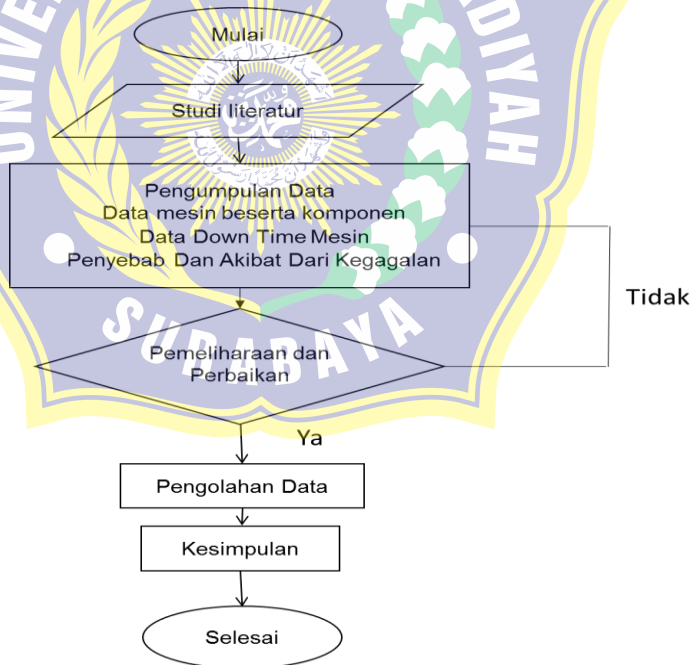 Mulai
Studi literatur
Pengumpulan Data
Data mesin beserta komponen
Data Down Time Mesin
Penyebab Dan Akibat Dari Kegagalan
Tidak
Pemeliharaan dan
Perbaikan
Ya
Pengolahan Data
Kesimpulan
Selesai
SURABAYA